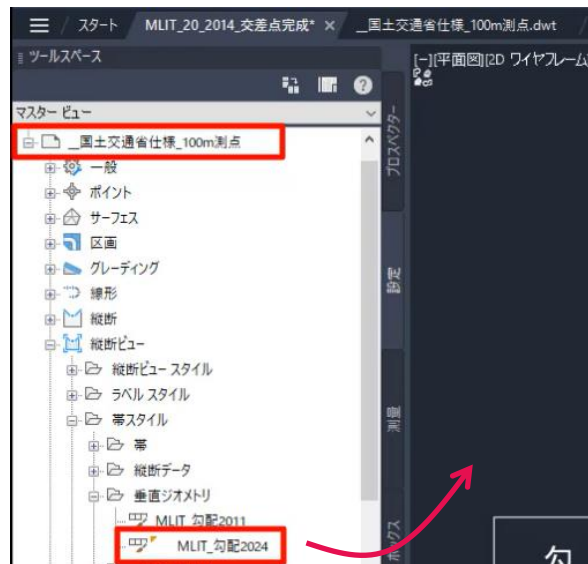 スタート
MLIT_20_2014_交差点完成*
_国土交通省仕様_100m測点.dwt
ツールスペース
[-][平面図][2D ワイヤフレーム]
マスター ビュー
_国土交通省仕様_100m測点
一般
ポイント
サーフェス
区画
グレーディング
線形
縦断
縦断ビュー
縦断ビュー スタイル
ラベル スタイル
帯スタイル
帯
縦断データ
垂直ジオメトリ
MLIT_勾配2011
MLIT_勾配2024
プロスペクター
設定
測量
勾